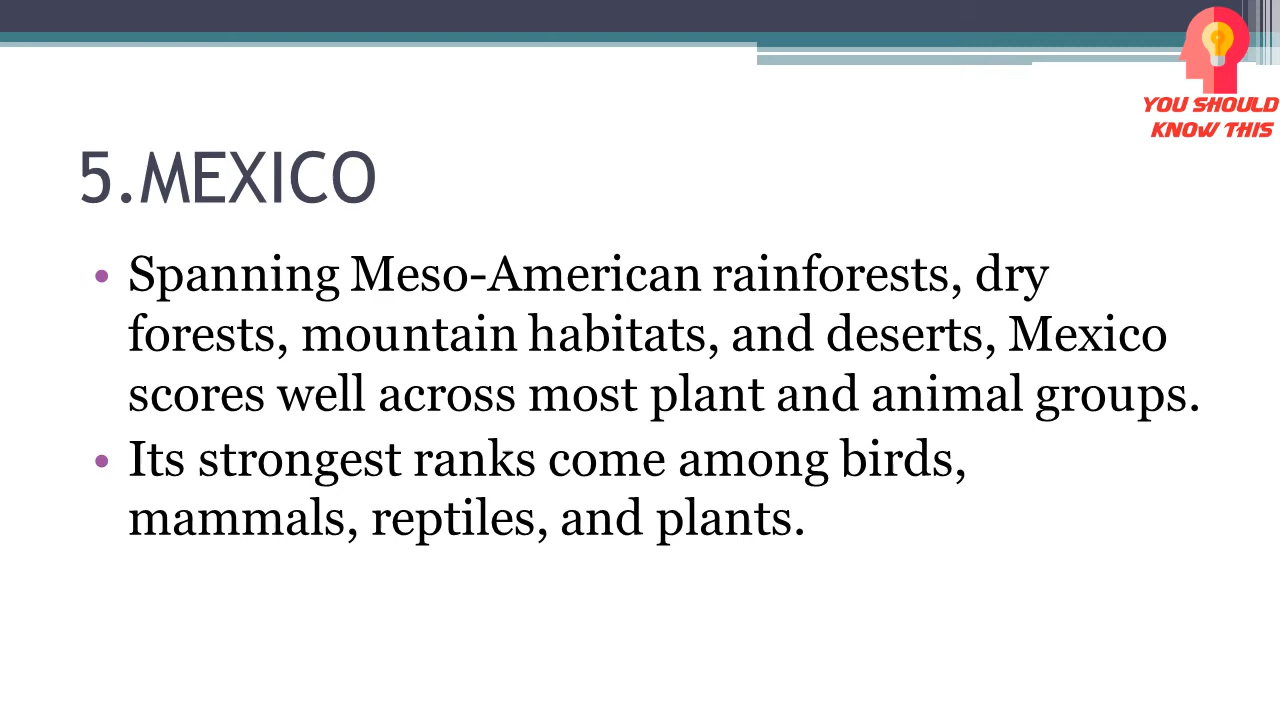 YOU SHOULD
KNOW THIS
5.MEXICO
• Spanning Meso-American rainforests, dry
forests, mountain habitats, and deserts, Mexico
scores well across most plant and animal groups.
• Its strongest ranks come among birds,
mammals, reptiles, and plants.